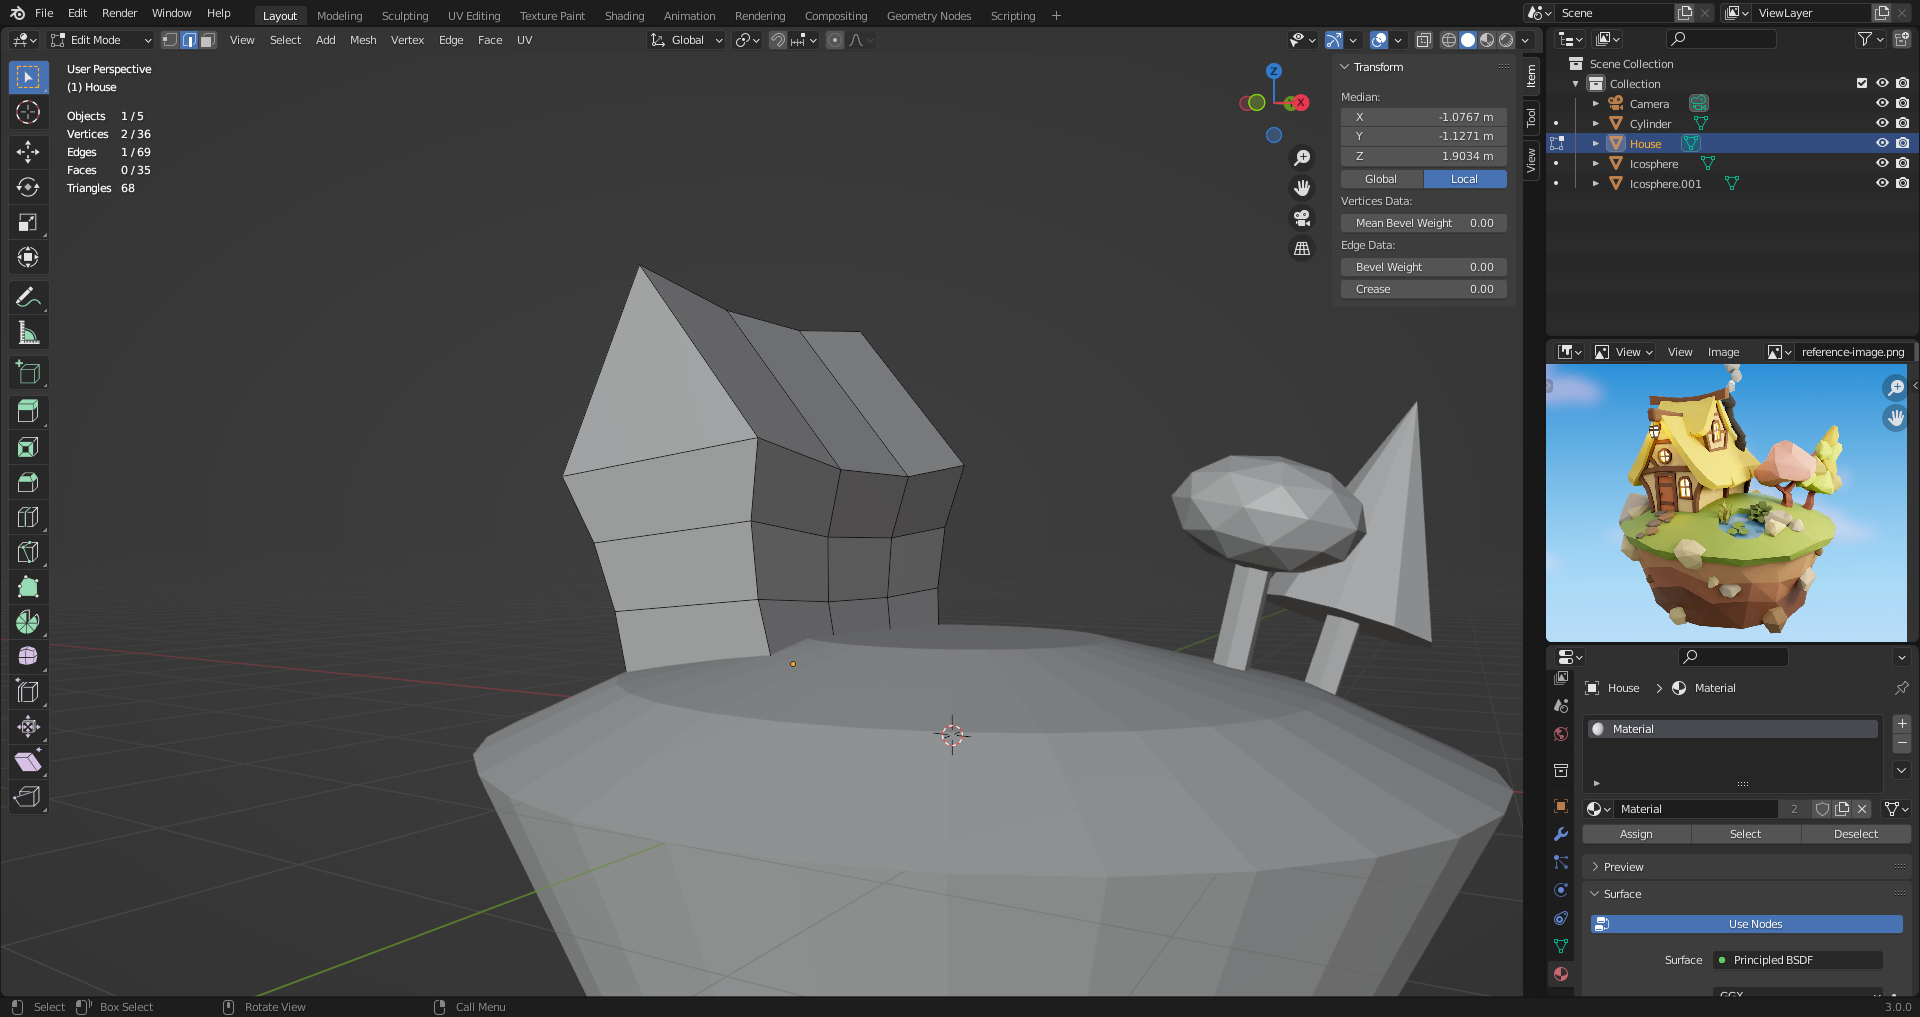 File Edit Render Window Help Layout Modeling Sculpting UV Editing Texture Paint Shading Animation Rendering Compositing Geometry Nodes Scripting + Scene ViewLayer
Edit Mode View Select Add Mesh Vertex Edge Face UV Global
User Perspective
(1) House
Objects 1/5
Vertices 2/36
Edges 1/69
Faces 0/35
Triangles 68
Z
X
Transform
Median:
X -1.0767 m
Y -1.1271 m
Z 1.9034 m
Global Local
Vertices Data:
Mean Bevel Weight 0.00
Edge Data:
Bevel Weight 0.00
Crease 0.00
Item
Tool
View
Scene Collection
Collection
Camera
Cylinder
House
Icosphere
Icosphere.001
View View Image reference-image.png
House > Material
Material
Material 2
Assign Select Deselect
Preview
Surface
Use Nodes
Surface Principled BSDF
GGX
Select Box Select Rotate View Call Menu 3.0.0